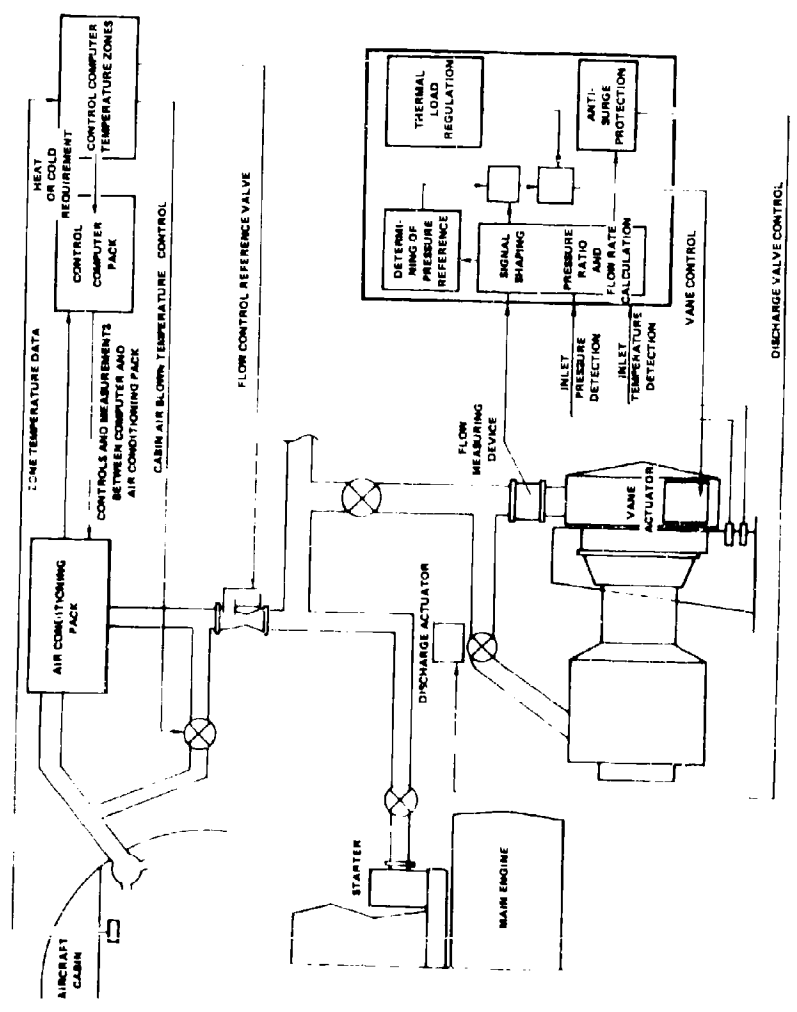 AIRCRAFT
CABIN
ZONE TEMPERATURE DATA
AIR CONDITIONING
PACK
CONTROLS AND MEASUREMENTS
BETWEEN COMPUTER AND
AIR CONDITIONING PACK
HEAT
OR COLD
REQUIREMENT
CONTROL
COMPUTER
PACK
CONTROL COMPUTER
TEMPERATURE ZONES
CABIN AIR BLOWN TEMPERATURE CONTROL
FLOW CONTROL REFERENCE VALVE
STARTER
MAIN ENGINE
DISCHARGE ACTUATOR
FLOW
MEASURING
DEVICE
VANE
ACTUATOR
INLET
PRESSURE
DETECTION
INLET
TEMPERATURE
DETECTION
DETERMI-
NING OF
PRESSURE
REFERENCE
THERMAL
LOAD
REGULATION
SIGNAL
SHAPING
PRESSURE
RATIO
AND
FLOW RATE
CALCULATION
ANTI-
SURGE
PROTECTION
VANE CONTROL
DISCHARGE VALVE CONTROL